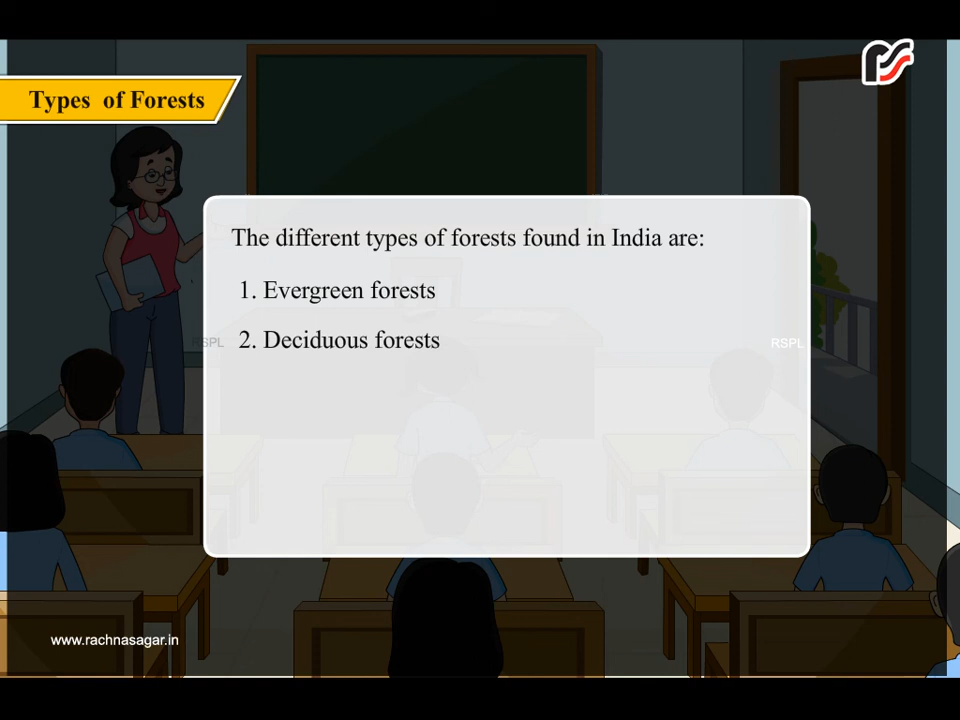 Types of Forests
The different types of forests found in India are:
1. Evergreen forests
2. Deciduous forests
RSPL
RSPL
www.rachnasagar.in